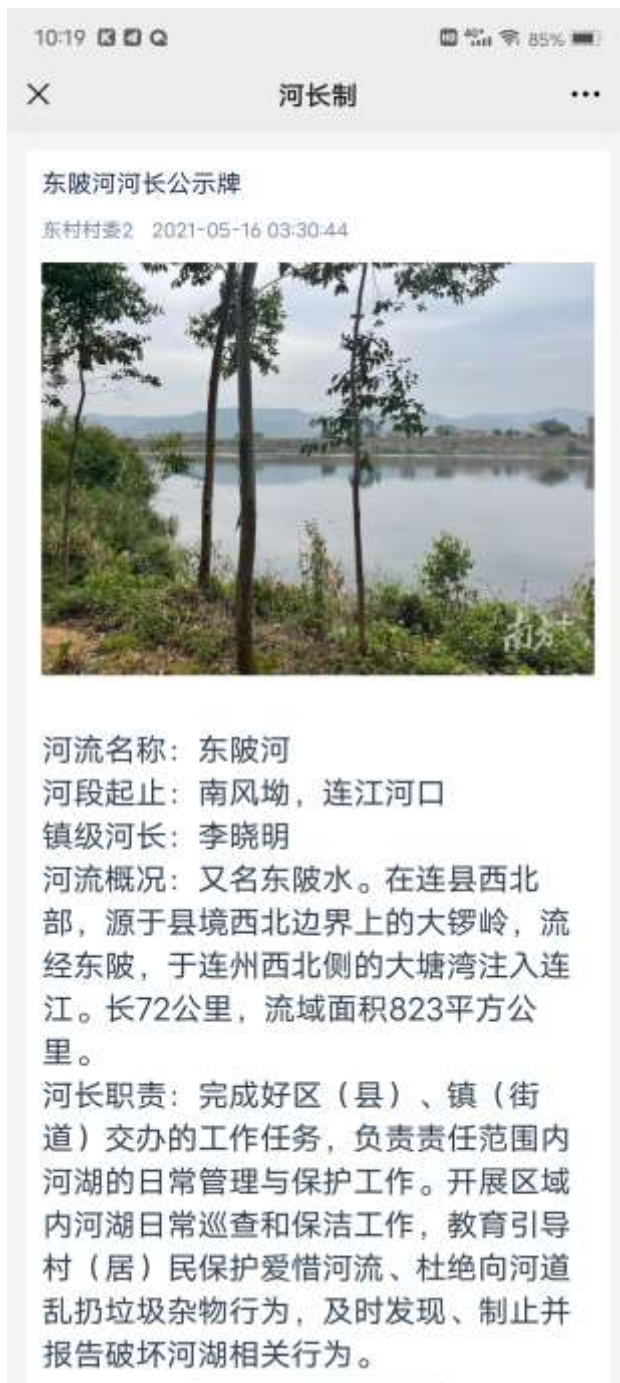 10:19
85%
河长制
东陂河河长公示牌
东村村委2 2021-05-16 03:30:44
南方+
河流名称：东陂河
河段起止：南风坳，连江河口
镇级河长：李晓明
河流概况：又名东陂水。在连县西北
部，源于县境西北边界上的大锣岭，流
经东陂，于连州西北侧的大塘湾注入连
江。长72公里，流域面积823平方公
里。
河长职责：完成好区（县）、镇（街
道）交办的工作任务，负责责任范围内
河湖的日常管理与保护工作。开展区域
内河湖日常巡查和保洁工作，教育引导
村（居）民保护爱惜河流、杜绝向河道
乱扔垃圾杂物行为，及时发现、制止并
报告破坏河湖相关行为。